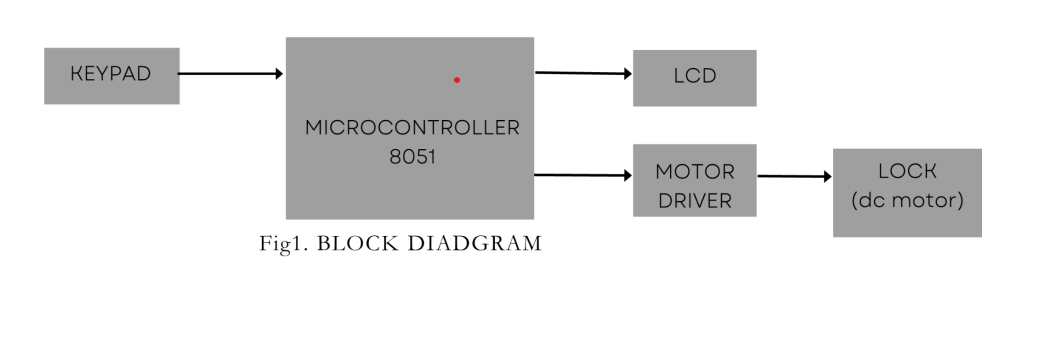 KEYPAD
MICROCONTROLLER
8051
LCD
MOTOR
DRIVER
LOCK
(dc motor)
Fig1. BLOCK DIADGRAM